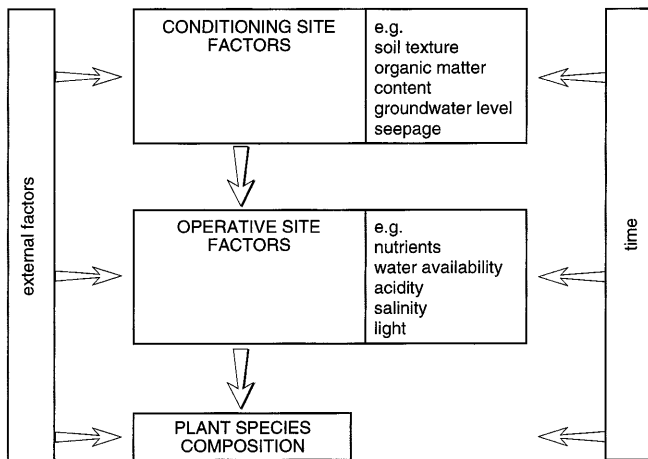 CONDITIONING SITE
FACTORS
e.g.
soil texture
organic matter
content
groundwater level
seepage
external factors
time
OPERATIVE SITE
FACTORS
e.g.
nutrients
water availability
acidity
salinity
light
PLANT SPECIES
COMPOSITION